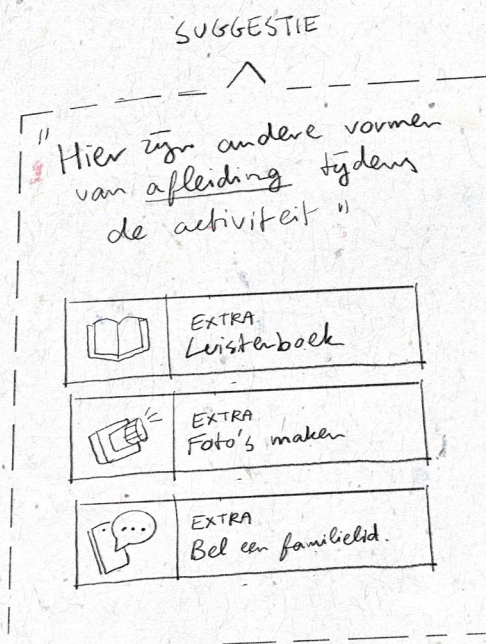 SUGGESTIE
"Hier zijn andere vormen
van afleiding tijdens
de activiteit"
EXTRA
Luisterboek
EXTRA
Foto's maken
EXTRA
Bel een familielid.